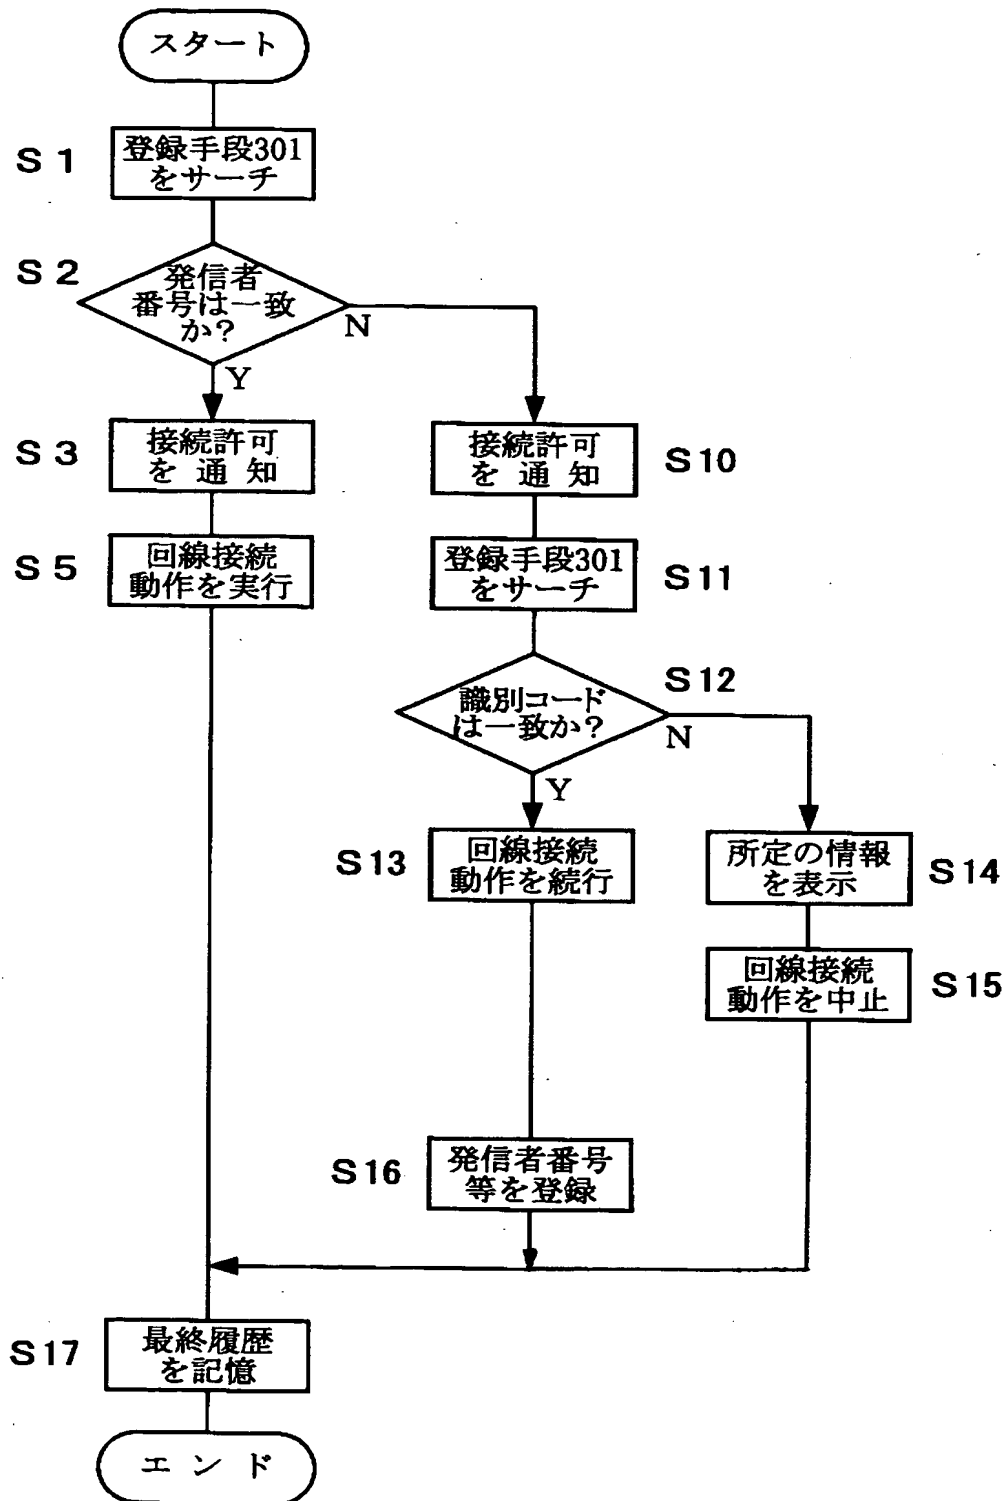 スタート
S 1
登録手段301
をサーチ
S 2
発信者
番号は一致
か?
N
Y
S 3
接続許可
を 通 知
接続許可
を 通 知
S10
S 5
回線接続
動作を実行
登録手段301
をサーチ
S11
S12
識別コード
は一致か?
N
Y
S13
回線接続
動作を続行
所定の情報
を表示
S14
回線接続
動作を中止
S15
S16
発信者番号
等を登録
S17
最終履歴
を記憶
エ ン ド